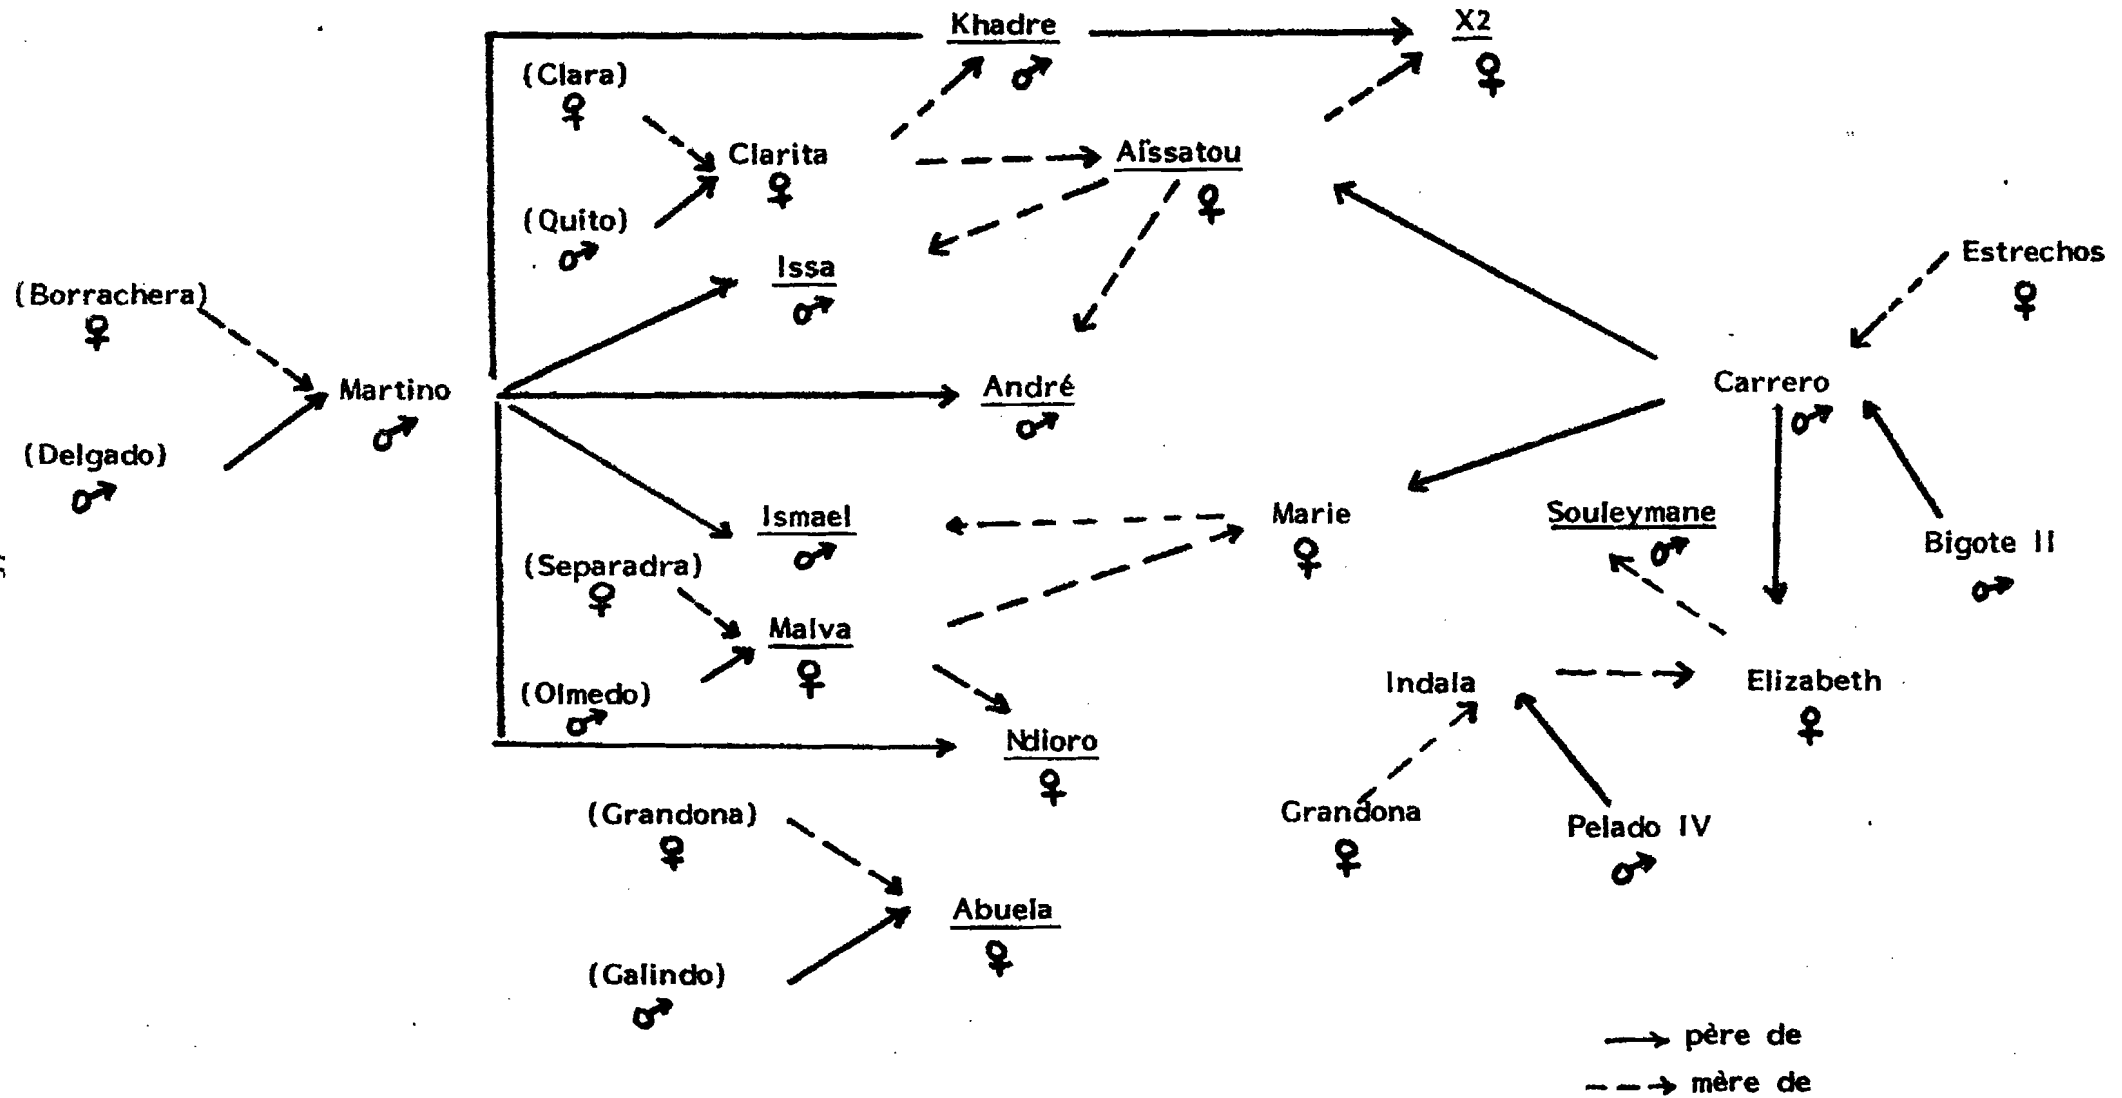 Khadre
X2
(Clara)
Clarita
Aïssatou
(Quito)
Issa
Estrechos
(Borrachera)
Martino
André
Carrero
(Delgado)
Ismael
Marie
Souleymane
Bigote II
(Separadra)
Malva
(Olmedo)
Indala
Elizabeth
Ndioro
(Grandona)
Grandona
Pelado IV
Abuela
(Galindo)
père de
mère de